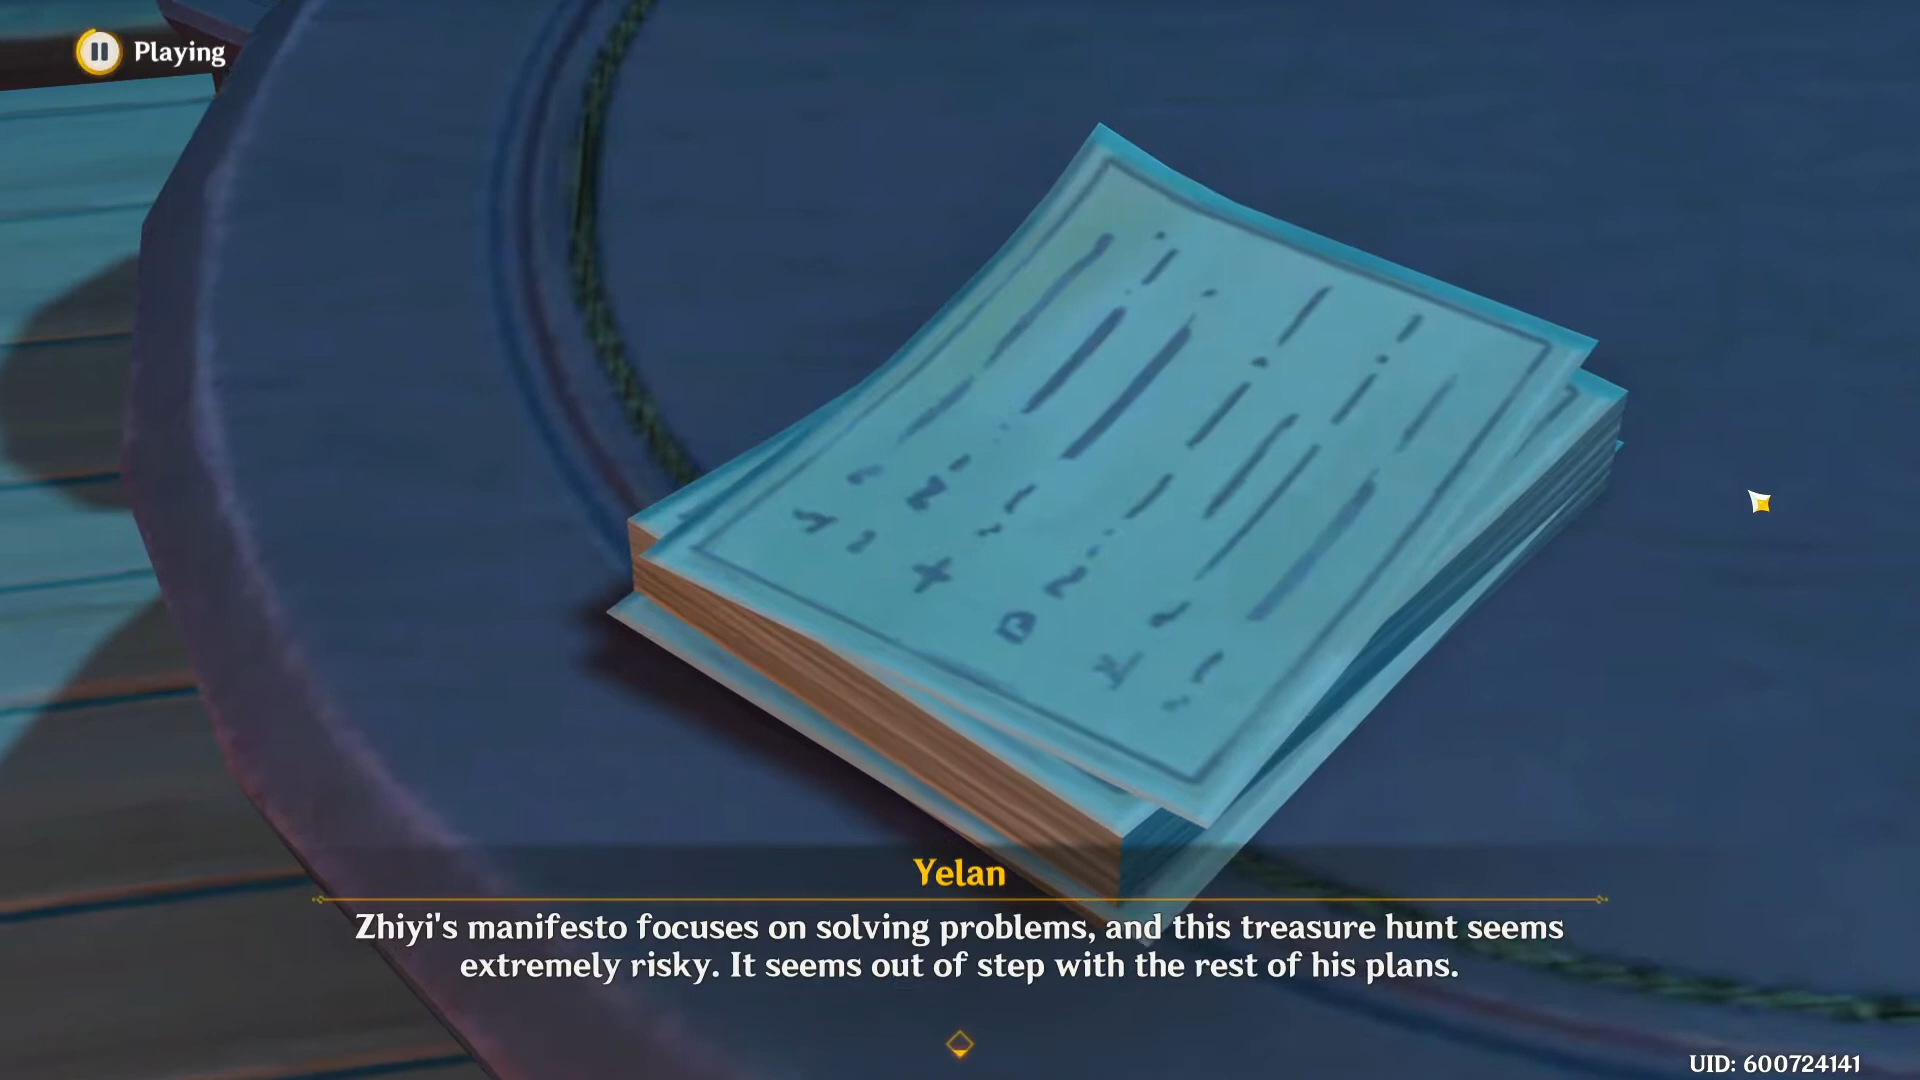 Playing
Yelan
Zhiyi's manifesto focuses on solving problems, and this treasure hunt seems
extremely risky. It seems out of step with the rest of his plans.
UID: 600724141